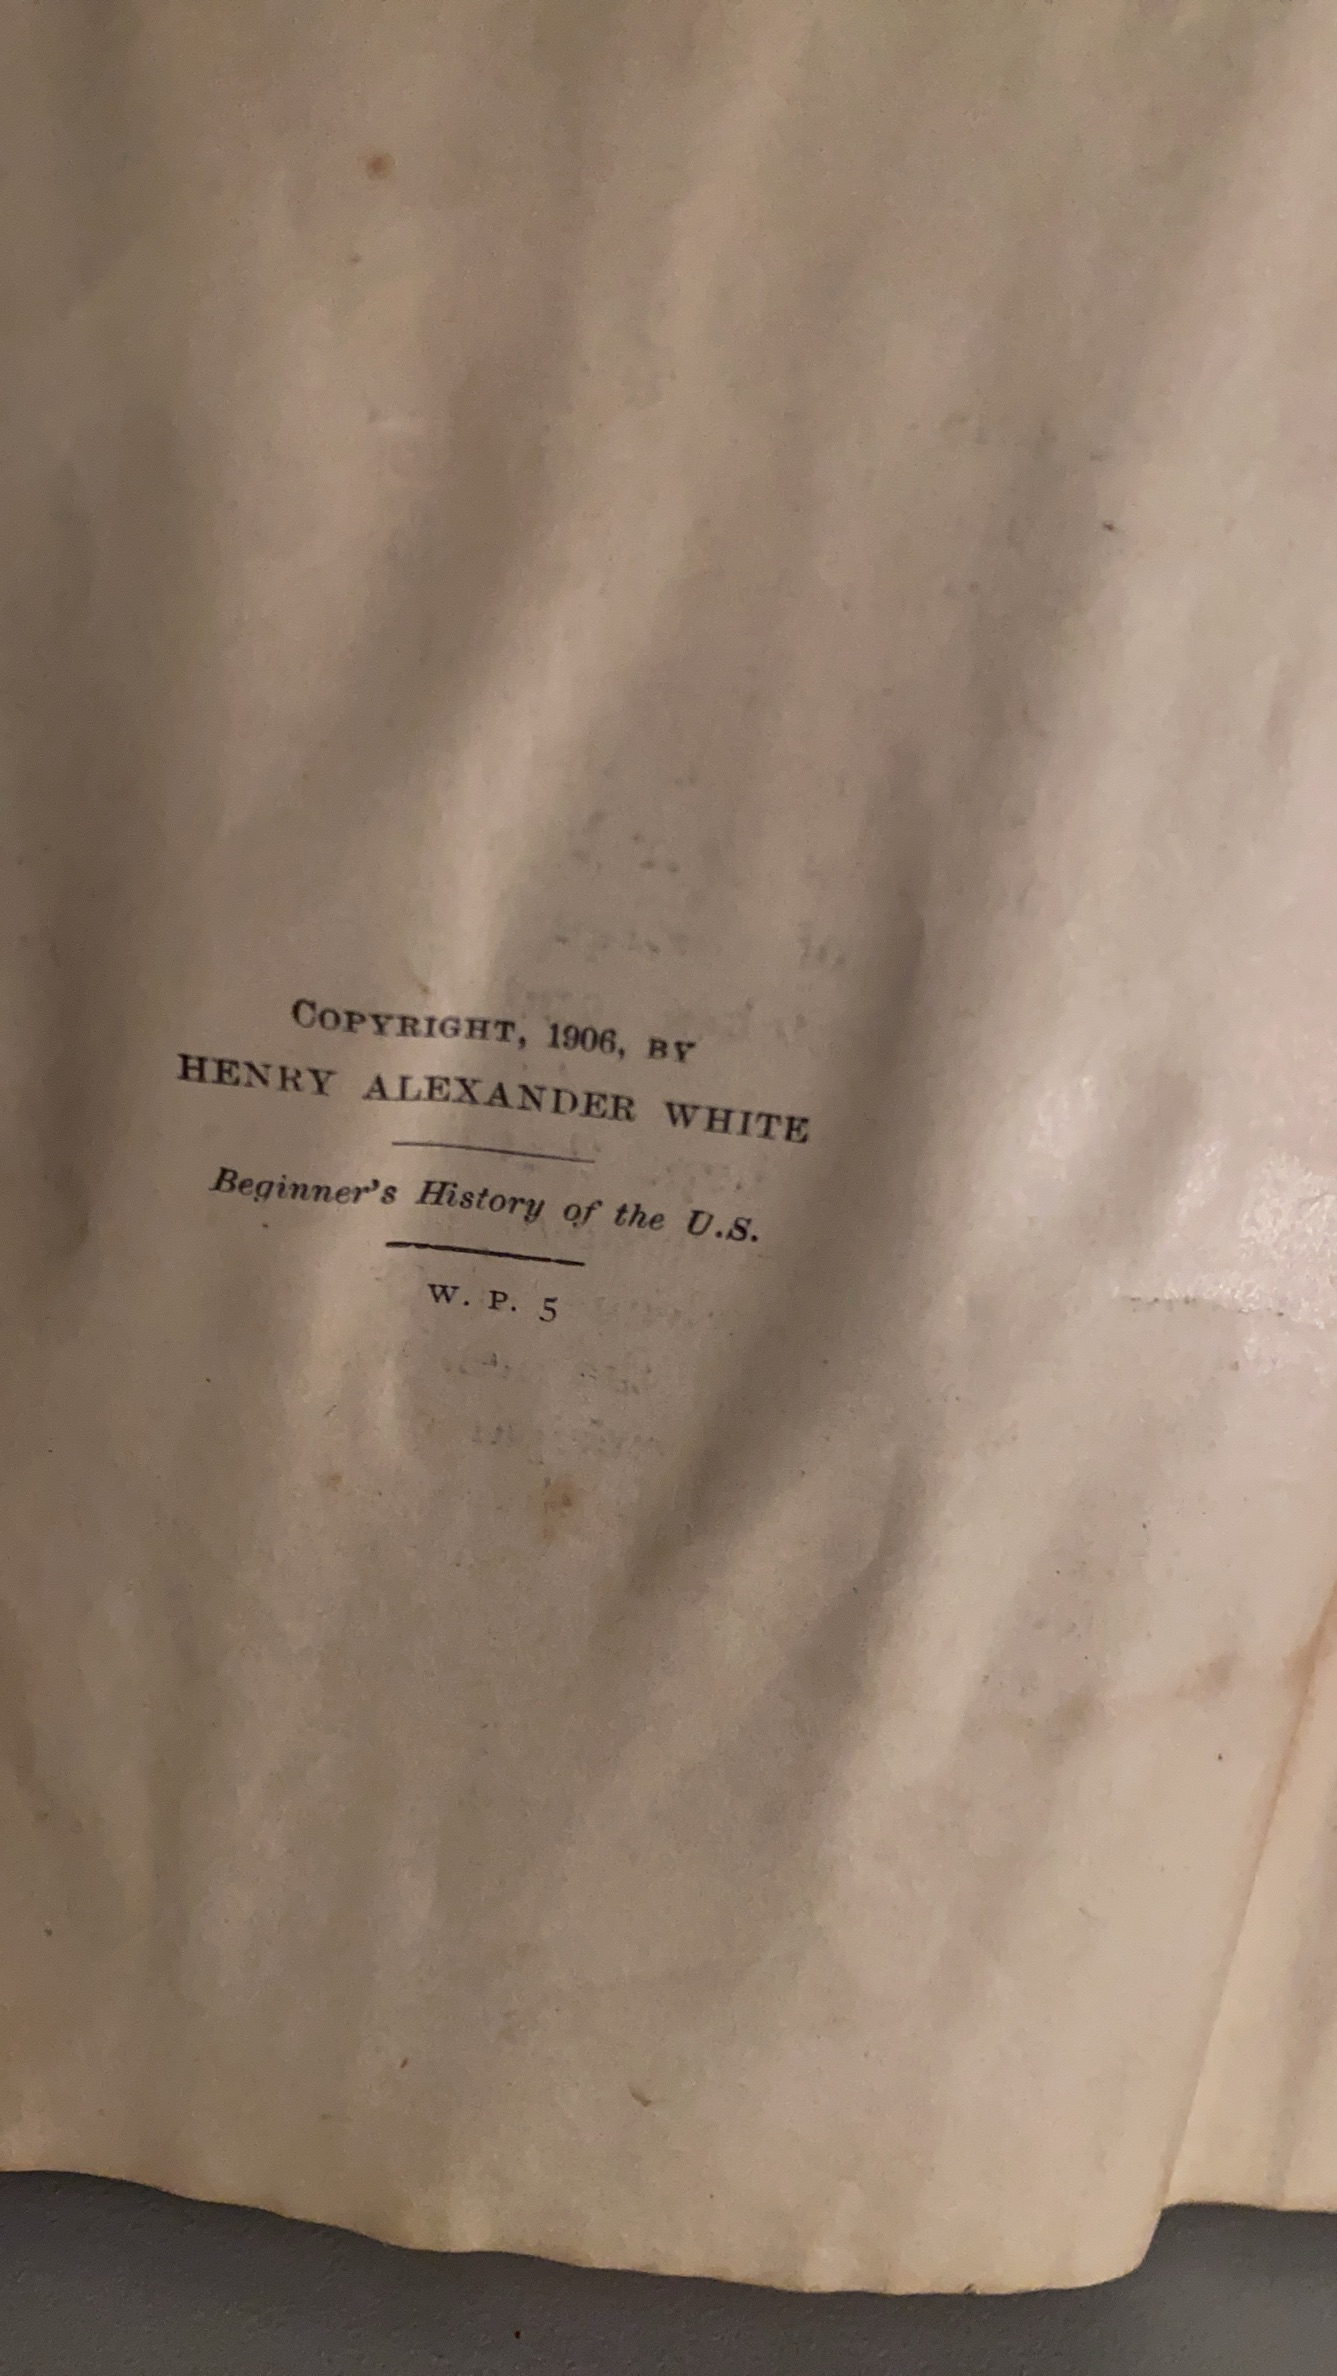 COPYRIGHT, 1906, BY
HENRY ALEXANDER WHITE
Beginner's History of the U.S.
W. P. 5